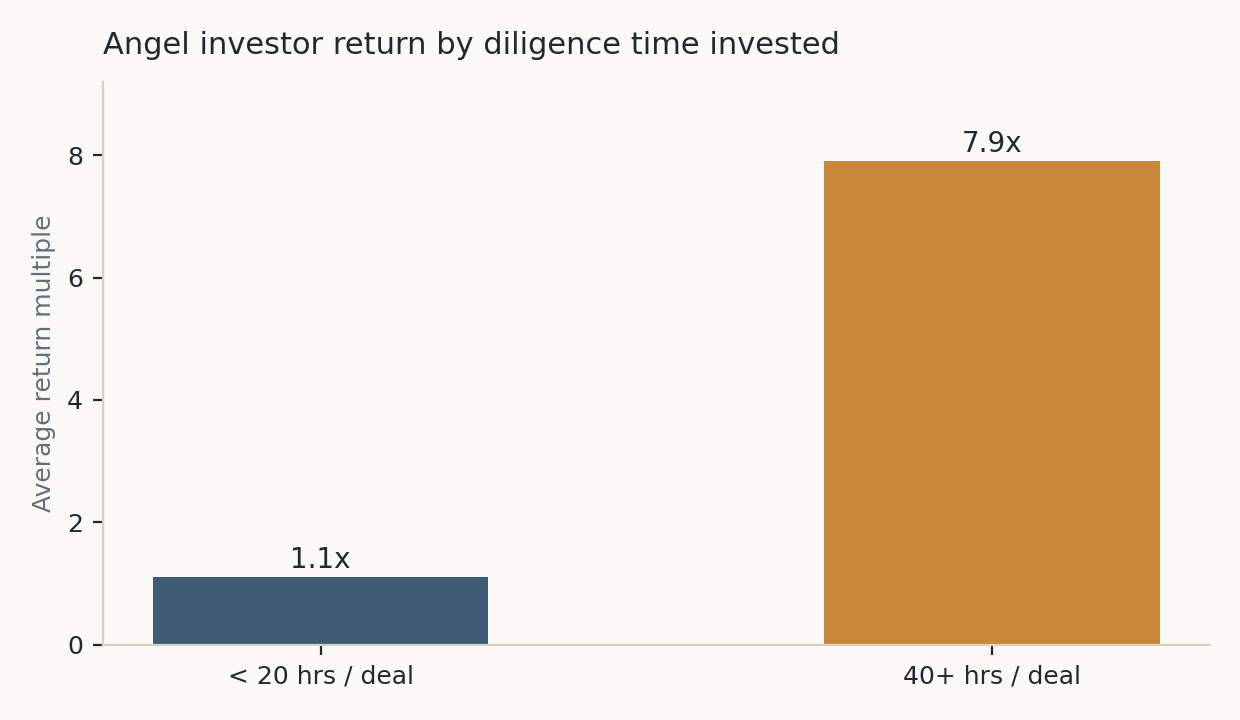 Angel investor return by diligence time invested
Average return multiple
8
6
4
2
0
1.1x
7.9x
< 20 hrs / deal
40+ hrs / deal